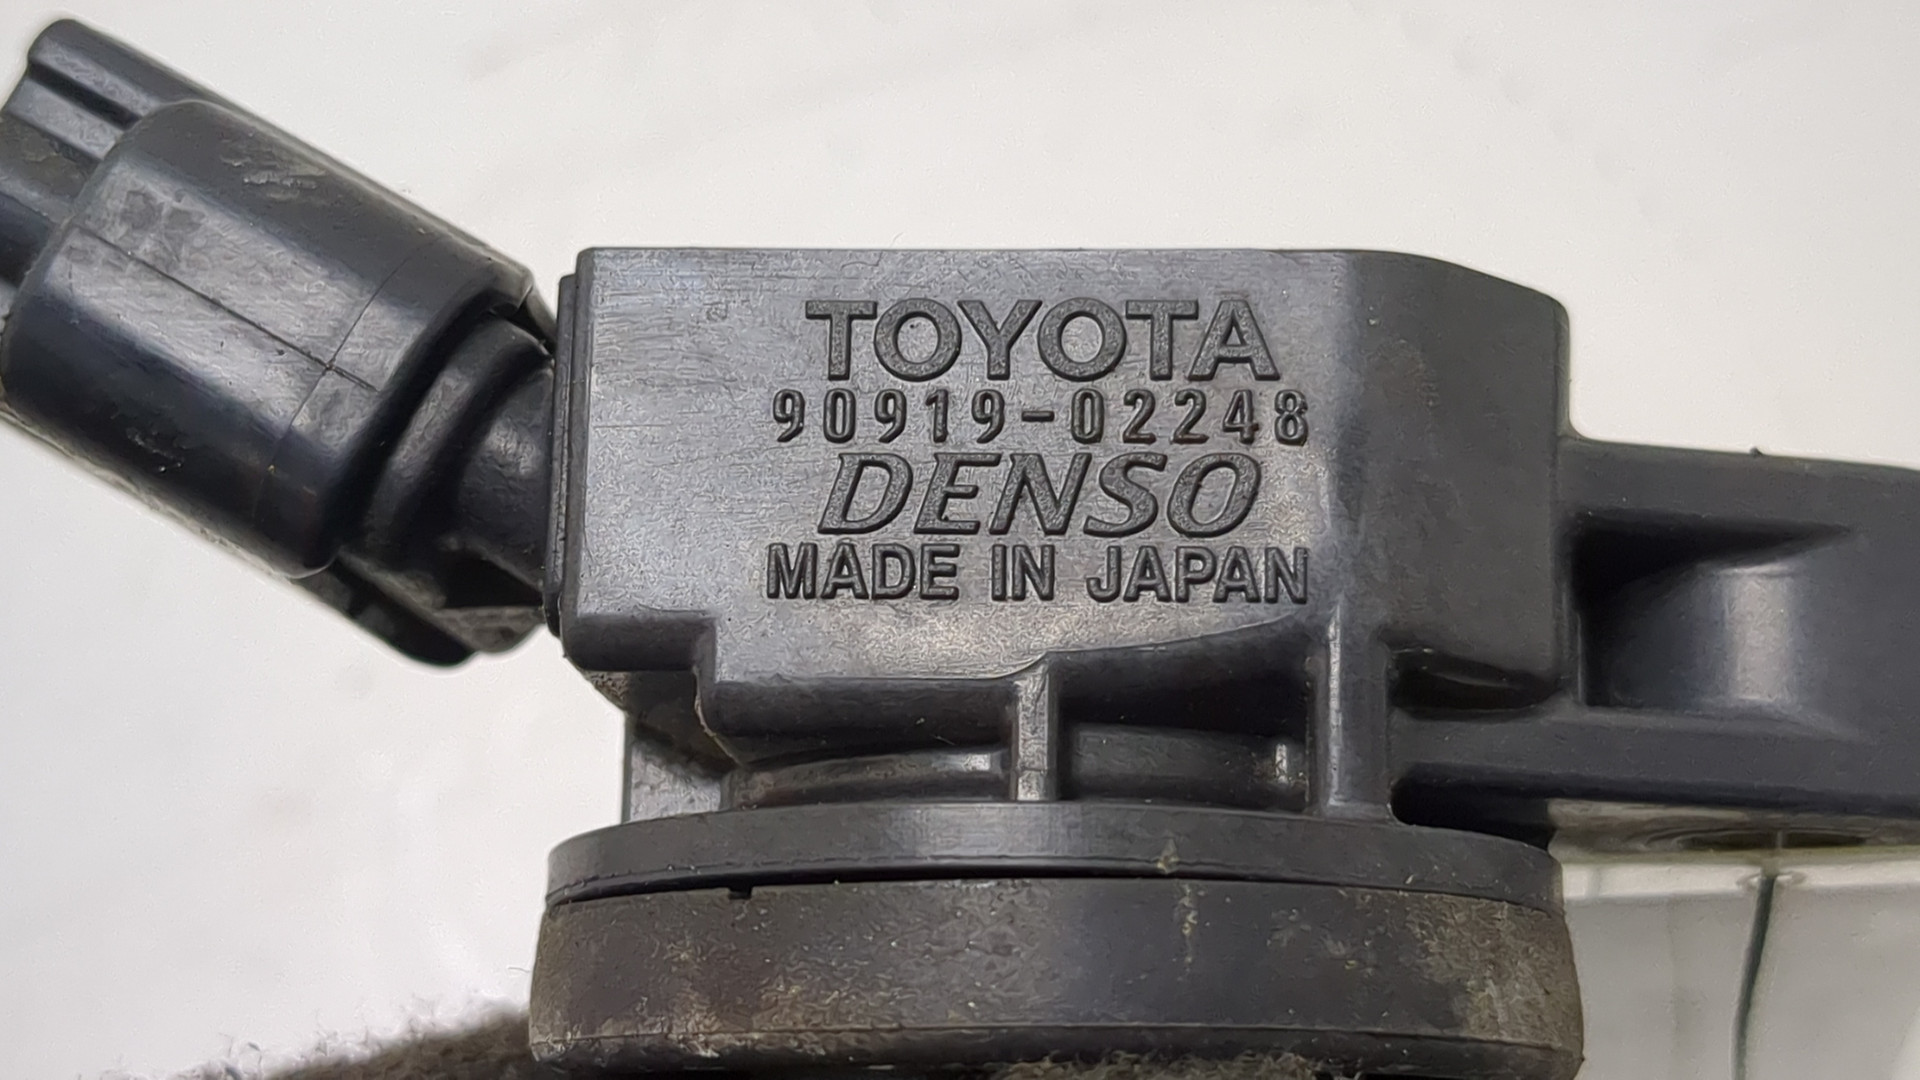 TOYOTA
90919-02248
DENSO
MADE IN JAPAN